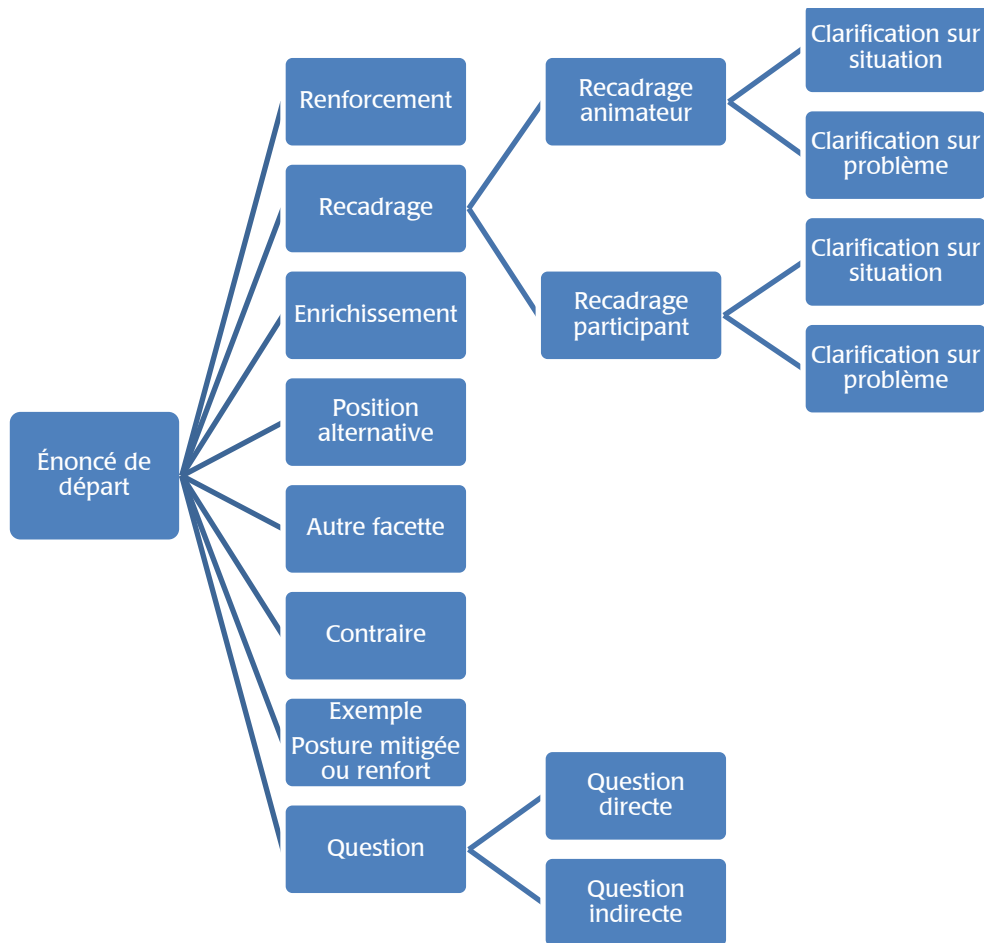 Énoncé de
départ
Renforcement
Recadrage
Recadrage
animateur
Clarification sur
situation
Clarification sur
problème
Recadrage
participant
Clarification sur
situation
Clarification sur
problème
Enrichissement
Position
alternative
Autre facette
Contraire
Exemple
Posture mitigée
ou renfort
Question
Question
directe
Question
indirecte